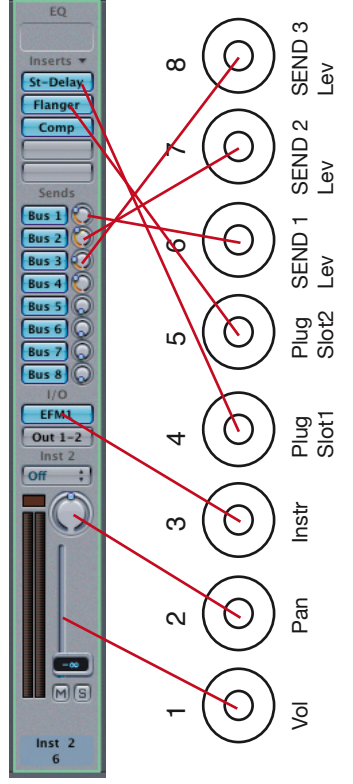 EQ
Inserts
St-Delay
Flanger
Comp
Sends
Bus 1
Bus 2
Bus 3
Bus 4
Bus 5
Bus 6
Bus 7
Bus 8
I/O
EFM1
Out 1-2
Inst 2
Off
-∞
M S
Inst 2
6
8
SEND 3
Lev
7
SEND 2
Lev
6
SEND 1
Lev
5
Plug
Slot2
4
Plug
Slot1
3
Instr
2
Pan
1
Vol